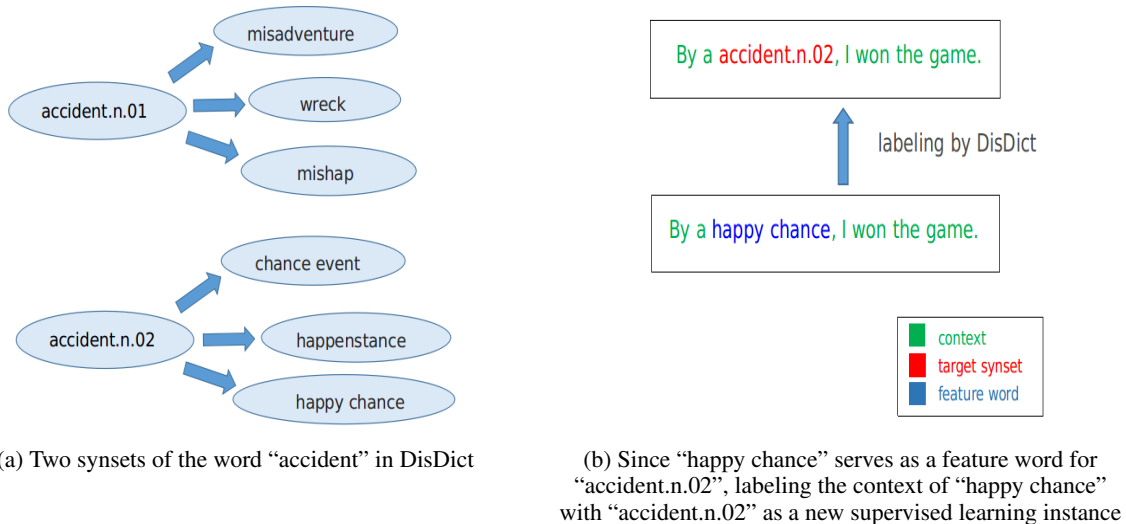 misadventure
accident.n.01
wreck
mishap
chance event
accident.n.02
happenstance
happy chance
a) Two synsets of the word “accident” in DisDict
By a accident.n.02, I won the game.
labeling by DisDict
By a happy chance, I won the game.
context
target synset
feature word
(b) Since “happy chance” serves as a feature word for
“accident.n.02”, labeling the context of “happy chance”
with “accident.n.02” as a new supervised learning instance